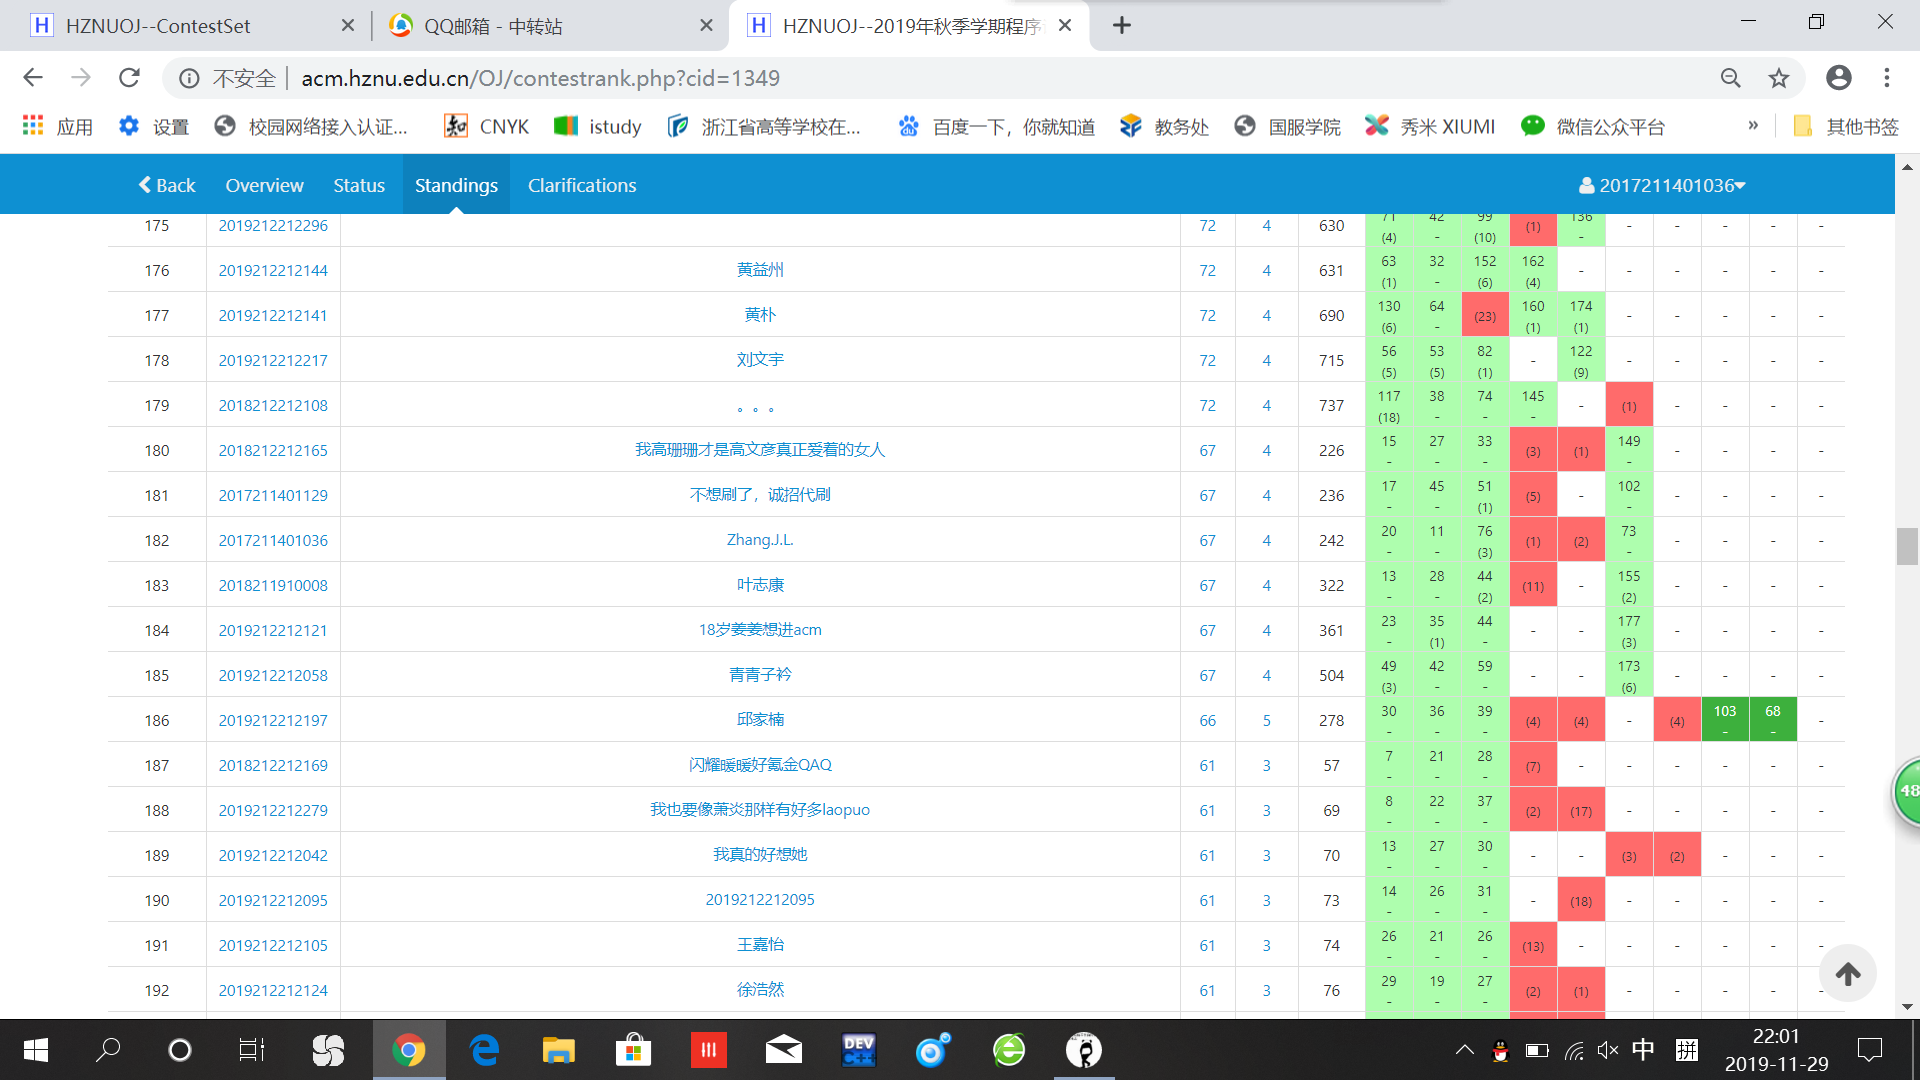 HZNUOJ--ContestSet
QQ邮箱 - 中转站
HZNUOJ--2019年秋季学期程序
不安全 acm.hznu.edu.cn/OJ/contestrank.php?cid=1349
应用 设置 校园网络接入认证... CNYK istudy 浙江省高等学校在... 百度一下，你就知道 教务处 国服学院 秀米 XIUMI 微信公众平台 » 其他书签
Back Overview Status Standings Clarifications 2017211401036
175 2019212212296 72 4 630 71 (4) 42 - 99 (10) (1) 136 - - - - - -
176 2019212212144 黄益州 72 4 631 63 (1) 32 - 152 (6) 162 (4) - - - - - -
177 2019212212141 黄朴 72 4 690 130 (6) 64 - (23) 160 (1) 174 (1) - - - - -
178 2019212212217 刘文宇 72 4 715 56 (5) 53 (5) 82 (1) - 122 (9) - - - - -
179 2018212212108 。。。 72 4 737 117 (18) 38 - 74 - 145 - - (1) - - - -
180 2018212212165 我高珊珊才是高文彦真正爱着的女人 67 4 226 15 - 27 - 33 - (3) (1) 149 - - - - -
181 2017211401129 不想刷了，诚招代刷 67 4 236 17 - 45 - 51 (1) (5) - 102 - - - - -
182 2017211401036 Zhang.J.L. 67 4 242 20 - 11 - 76 (3) (1) (2) 73 - - - - -
183 2018211910008 叶志康 67 4 322 13 - 28 - 44 (2) (11) - 155 (2) - - - -
184 2019212212121 18岁姜姜想进acm 67 4 361 23 - 35 (1) 44 - - - 177 (3) - - - -
185 2019212212058 青青子衿 67 4 504 49 (3) 42 - 59 - - - 173 (6) - - - -
186 2019212212197 邱家楠 66 5 278 30 - 36 - 39 - (4) (4) - (4) 103 - 68 - -
187 2018212212169 闪耀暖暖好氪金QAQ 61 3 57 7 - 21 - 28 - (7) - - - - - -
188 2019212212279 我也要像萧炎那样有好多laopuo 61 3 69 8 - 22 - 37 - (2) (17) - - - - -
189 2019212212042 我真的好想她 61 3 70 13 - 27 - 30 - - - (3) (2) - - -
190 2019212212095 2019212212095 61 3 73 14 - 26 - 31 - - (18) - - - - -
191 2019212212105 王嘉怡 61 3 74 26 - 21 - 26 - (13) - - - - - -
192 2019212212124 徐浩然 61 3 76 29 - 19 - 27 - (2) (1) - - - - -
48
DEV C++
中 拼 22:01
2019-11-29